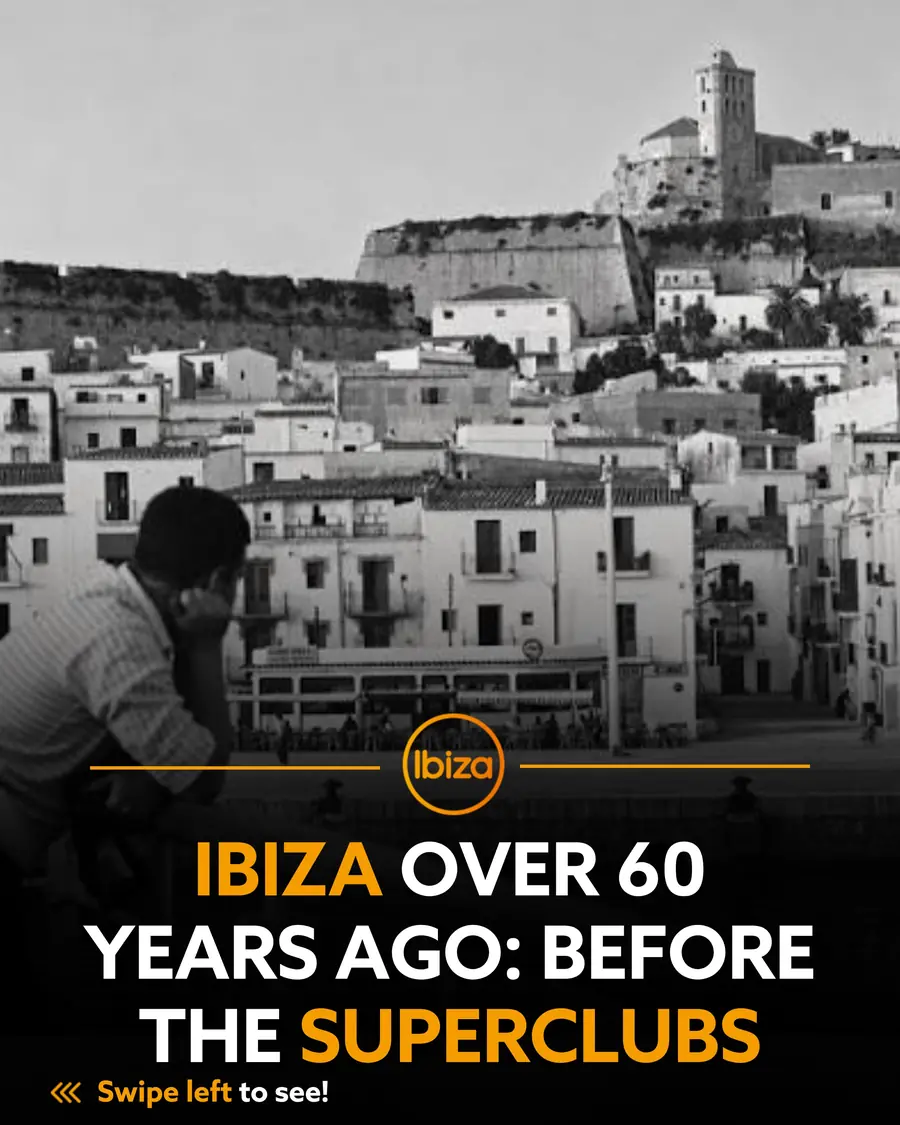 Ibiza
IBIZA OVER 60
YEARS AGO: BEFORE
THE SUPERCLUBS
Swipe left to see!